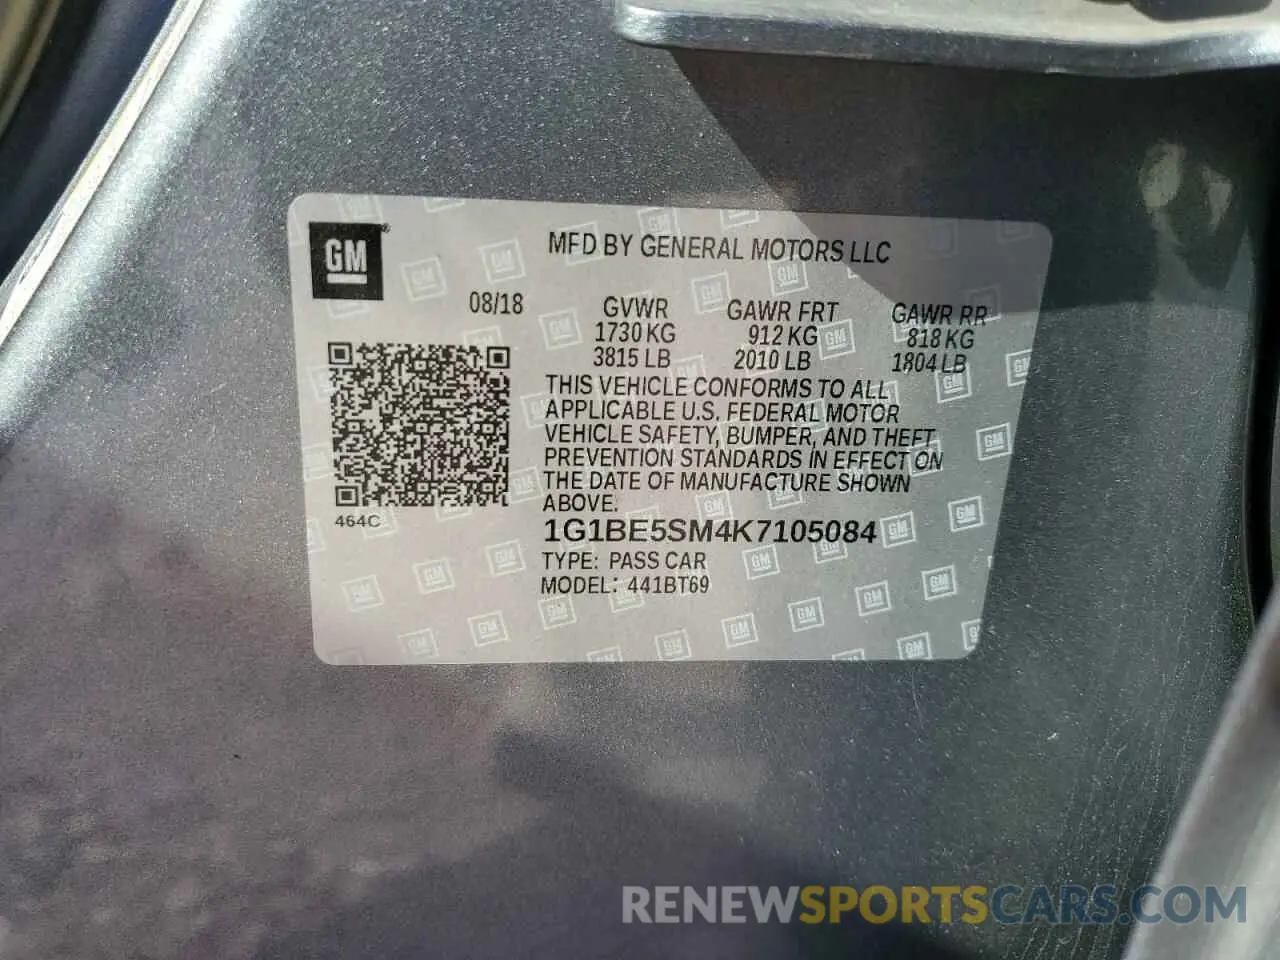 GM®
MFD BY GENERAL MOTORS LLC
08/18
GVWR GAWR FRT GAWR RR
1730 KG 912 KG 818 KG
3815 LB 2010 LB 1804 LB
THIS VEHICLE CONFORMS TO ALL
APPLICABLE U.S. FEDERAL MOTOR
VEHICLE SAFETY, BUMPER, AND THEFT
PREVENTION STANDARDS IN EFFECT ON
THE DATE OF MANUFACTURE SHOWN
ABOVE.
464C
1G1BE5SM4K7105084
TYPE: PASS CAR
MODEL: 441BT69
RENEWSPORTSCARS.COM